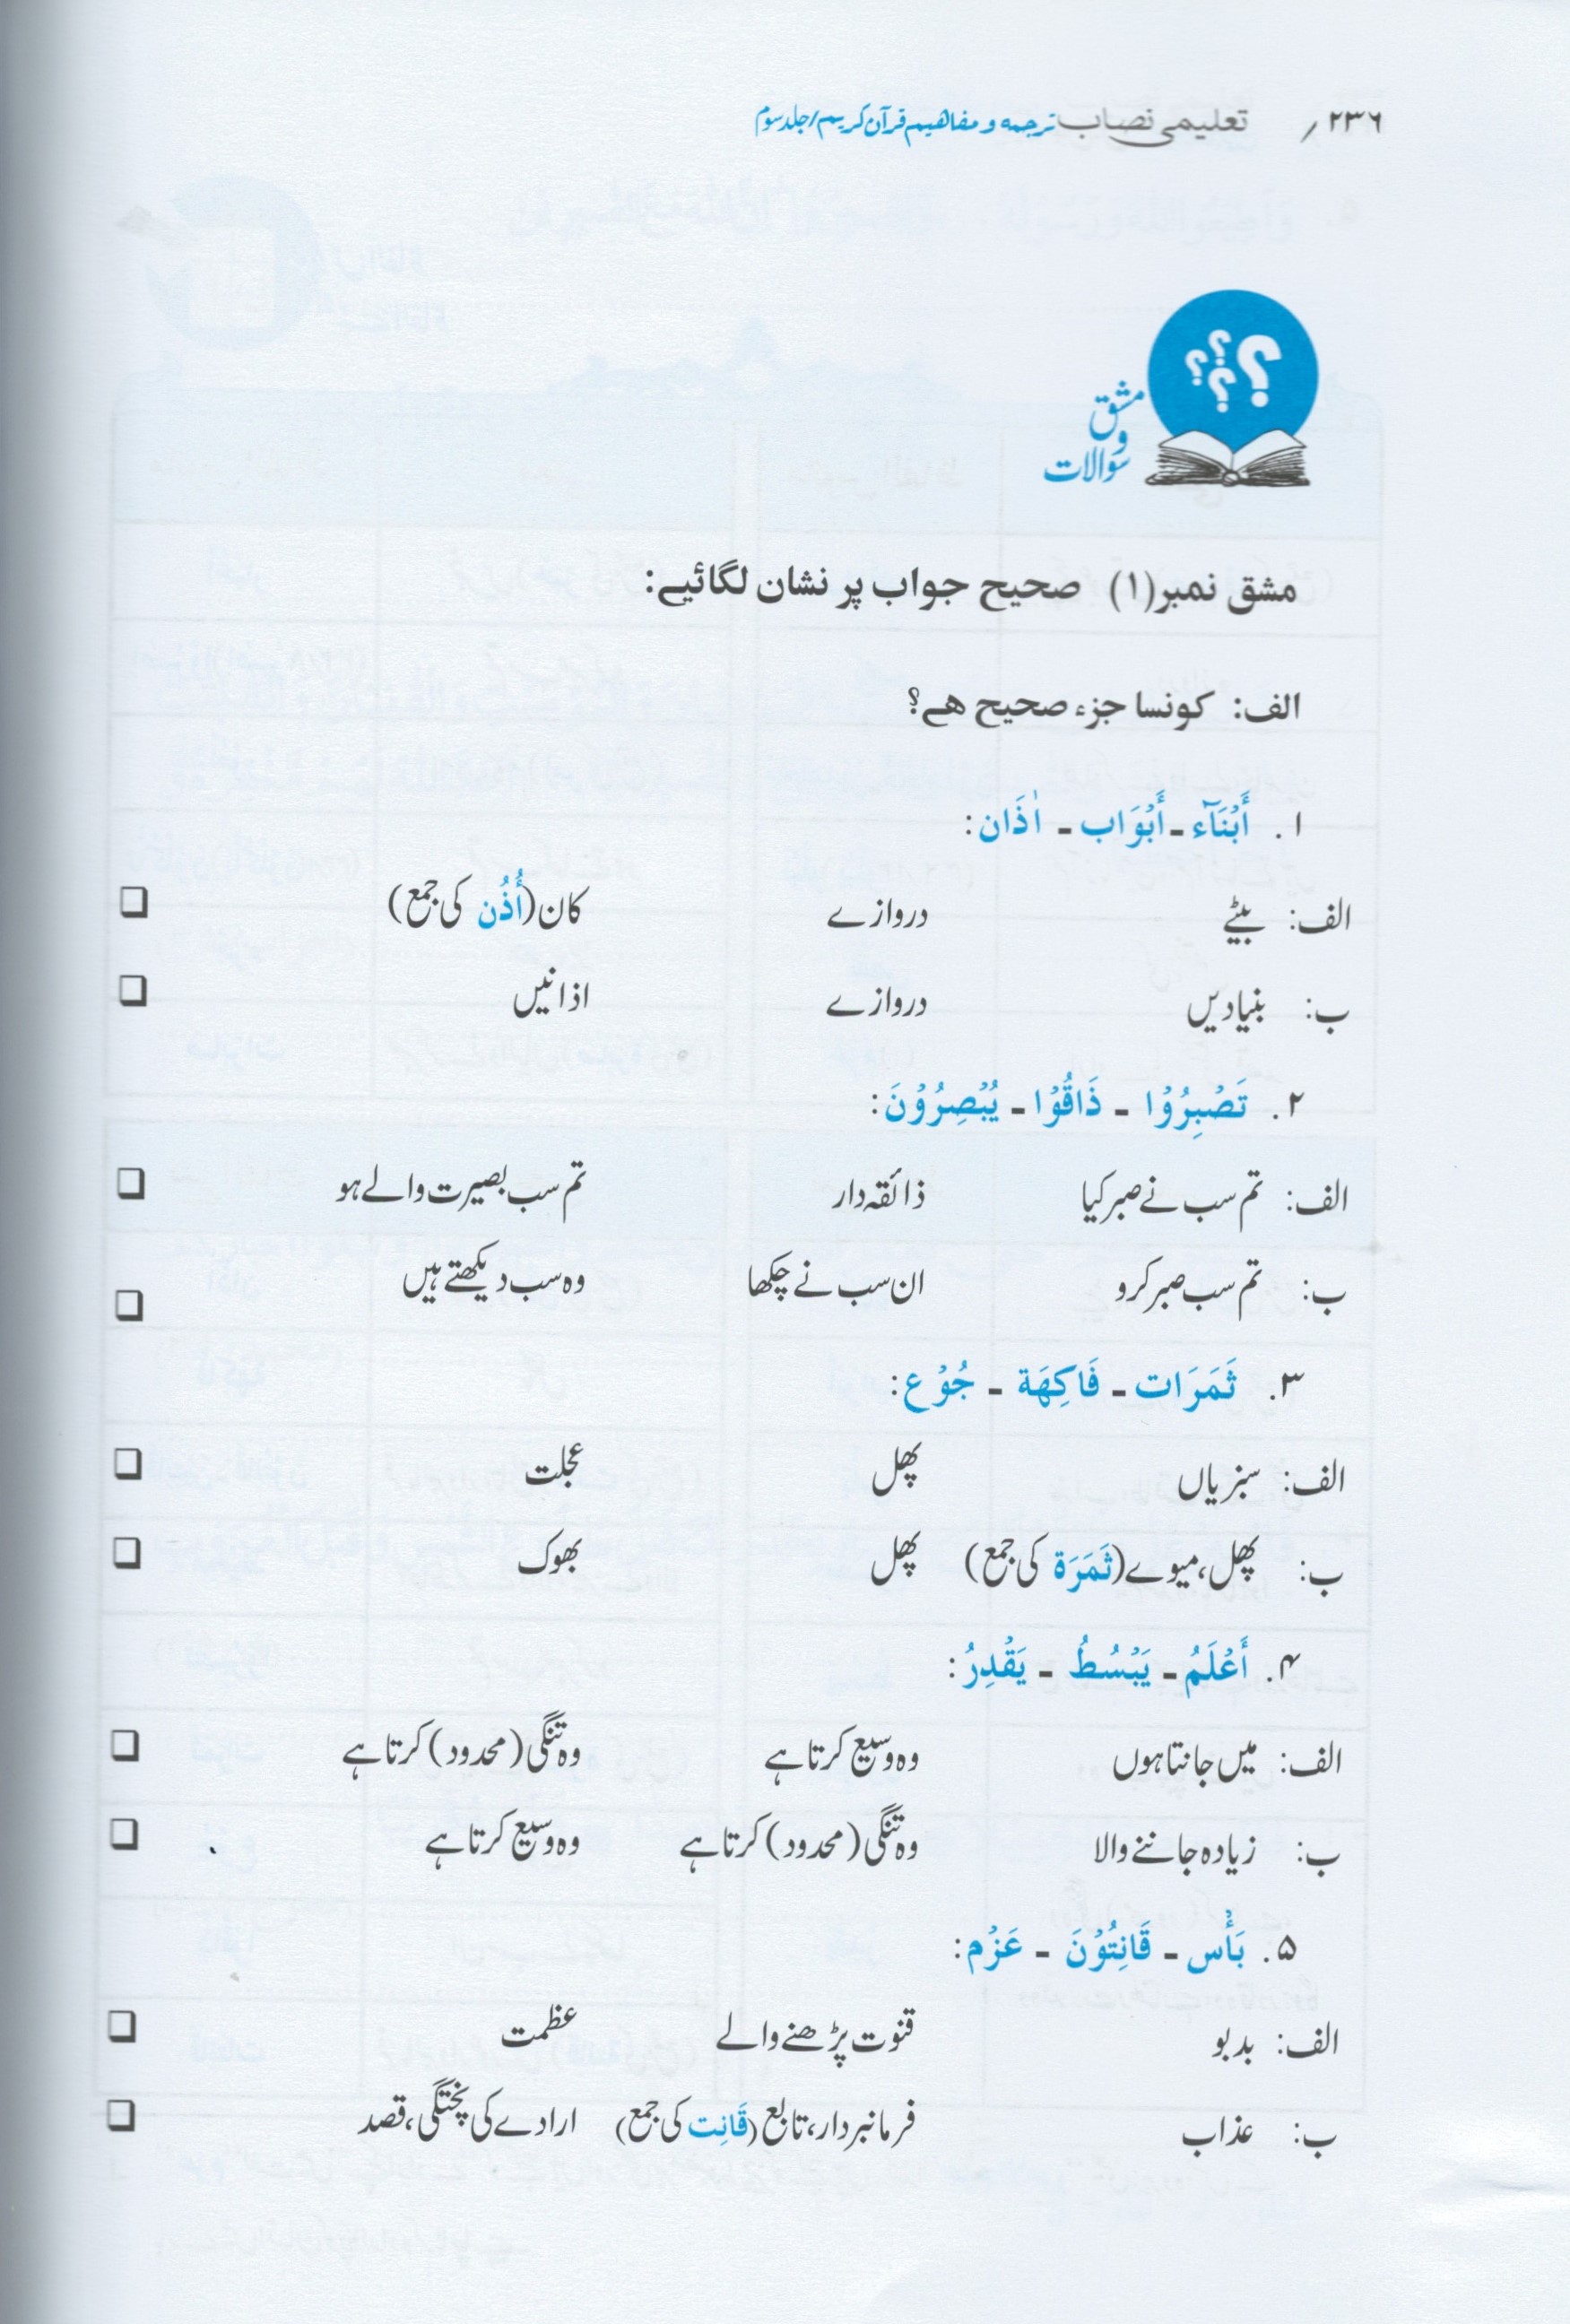 ۲۳۶ / تعلیمی نصاب ترجمه و مفاهیم قرآن کریم/جلد سوم
؟ ؟ ؟ ؟
مشق
و
سوالات
مشق نمبر(۱) صحیح جواب پر نشان لگائیے:
الف: کونسا جزء صحیح ھے؟
۱. أَبْنَآء ـ أَبْوَاب ـ اٰذَان:
الف: بیٹے دروازے کان(أُذُن کی جمع) ❑
ب: بنیادیں دروازے اذانیں ❑
۲. تَصْبِرُوْا ـ ذَاقُوْا ـ یُبْصِرُوْنَ:
الف: تم سب نے صبر کیا ذائقہ دار تم سب بصیرت والے ہو ❑
ب: تم سب صبر کرو ان سب نے چکھا وہ سب دیکھتے ہیں ❑
۳. ثَمَرَات ـ فَاکِهَة ـ جُوْع:
الف: سبزیاں پھل عجلت ❑
ب: پھل، میوے(ثَمَرَة کی جمع) پھل بھوک ❑
۴. أَعْلَمُ ـ یَبْسُطُ ـ یَقْدِرُ:
الف: میں جانتا ہوں وہ وسیع کرتا ہے وہ تنگی (محدود) کرتا ہے ❑
ب: زیادہ جاننے والا وہ تنگی (محدود) کرتا ہے وہ وسیع کرتا ہے ❑
۵. بَأْس ـ قَانِتُوْنَ ـ عَزْم:
الف: بدبو قنوت پڑھنے والے عظمت ❑
ب: عذاب فرمانبردار، تابع (قَانِت کی جمع) ارادے کی پختگی، قصد ❑